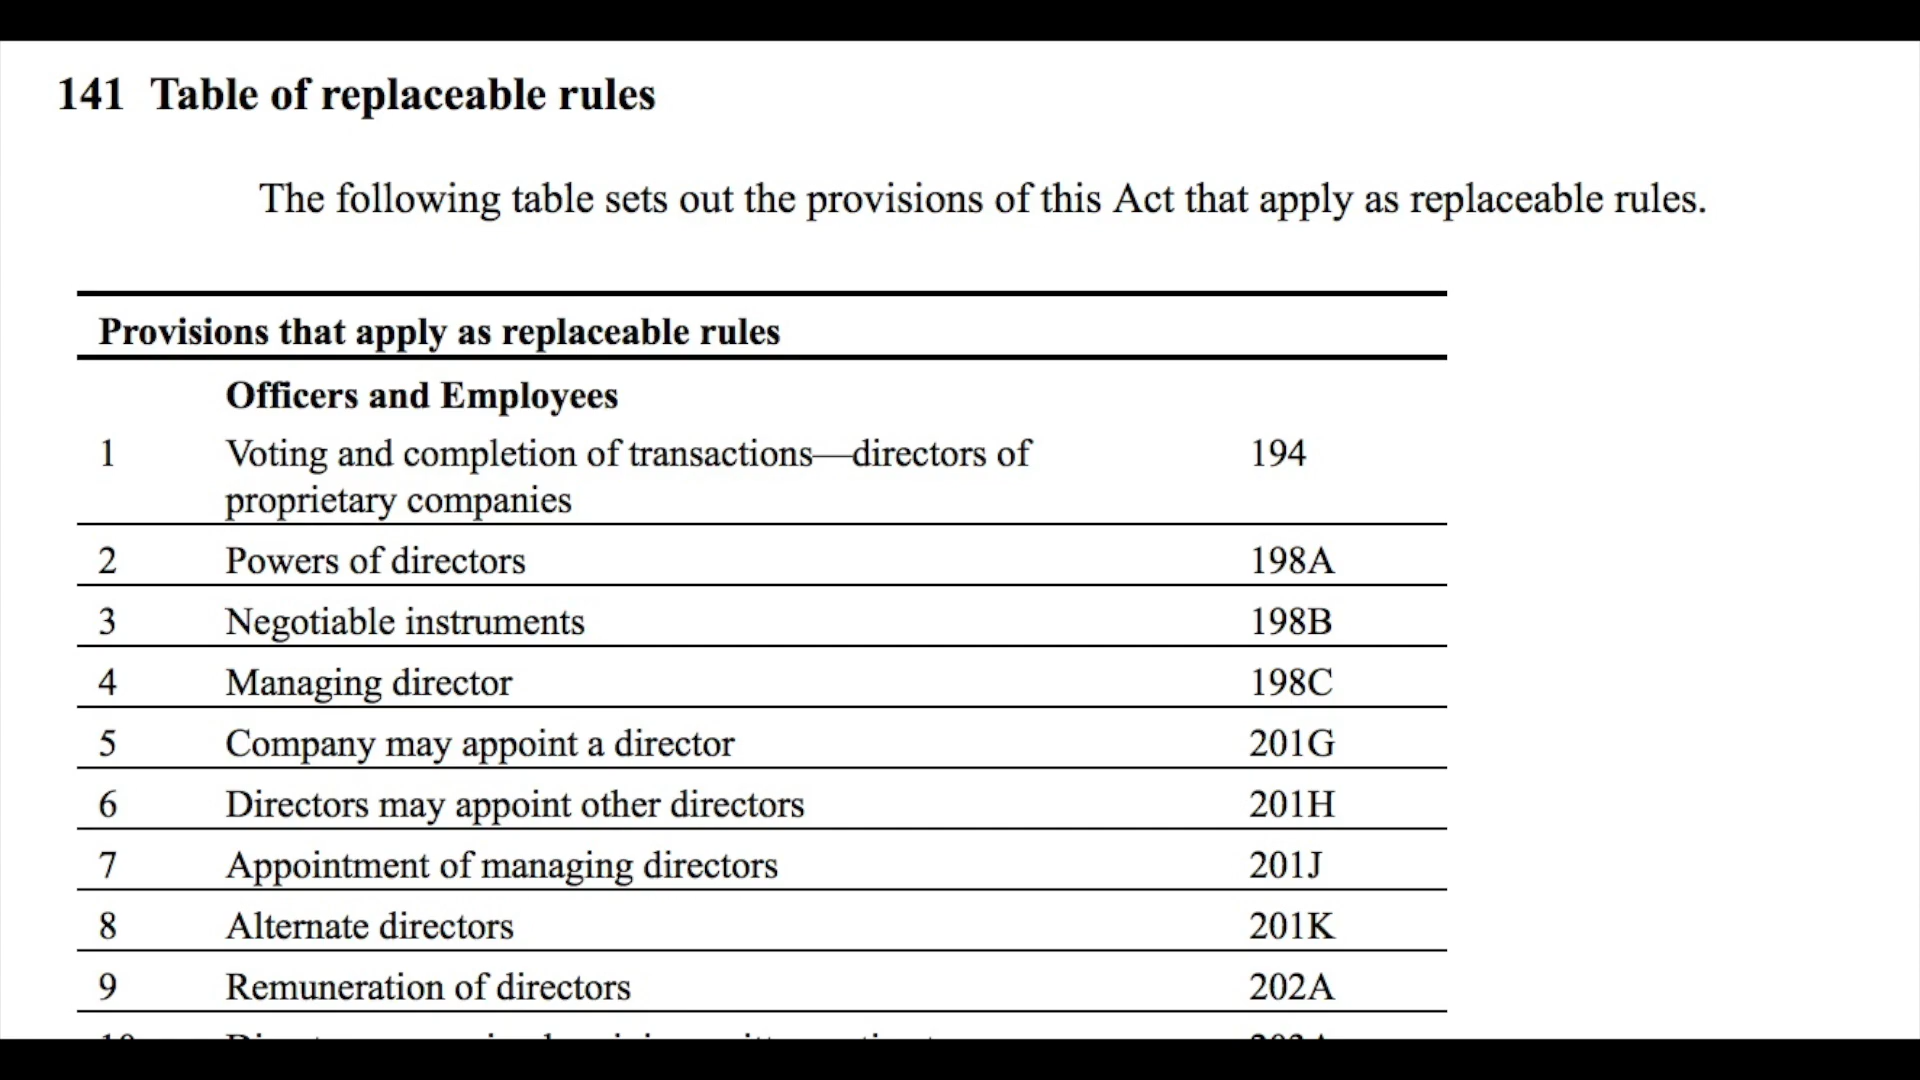 141 Table of replaceable rules
The following table sets out the provisions of this Act that apply as replaceable rules.
Provisions that apply as replaceable rules
Officers and Employees
1 Voting and completion of transactions—directors of 194
proprietary companies
2 Powers of directors 198A
3 Negotiable instruments 198B
4 Managing director 198C
5 Company may appoint a director 201G
6 Directors may appoint other directors 201H
7 Appointment of managing directors 201J
8 Alternate directors 201K
9 Remuneration of directors 202A